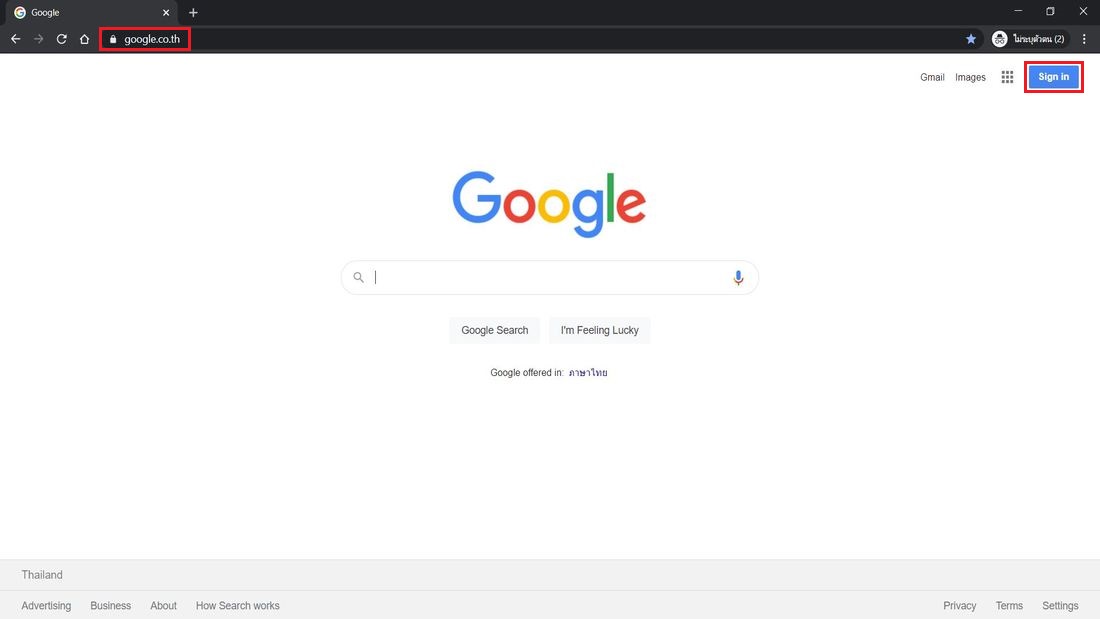 Google
google.co.th
ไม่ระบุตัวตน (2)
Gmail Images Sign in
Google
Google Search I'm Feeling Lucky
Google offered in: ภาษาไทย
Thailand
Advertising Business About How Search works Privacy Terms Settings